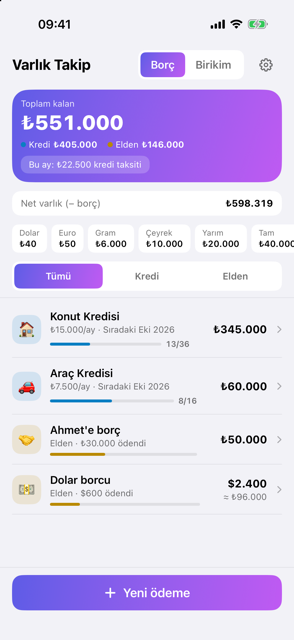 09:41
Varlık Takip
Borç
Birikim
Toplam kalan
₺551.000
Kredi ₺405.000 Elden ₺146.000
Bu ay: ₺22.500 kredi taksiti
Net varlık (− borç) ₺598.319
Dolar Euro Gram Çeyrek Yarım Tam
₺40 ₺50 ₺6.000 ₺10.000 ₺20.000 ₺40.000
Tümü Kredi Elden
Konut Kredisi
₺15.000/ay · Sıradaki Eki 2026
₺345.000
13/36
Araç Kredisi
₺7.500/ay · Sıradaki Eki 2026
₺60.000
8/16
Ahmet'e borç
Elden · ₺30.000 ödendi
₺50.000
Dolar borcu
Elden · $600 ödendi
$2.400
≈ ₺96.000
+ Yeni ödeme